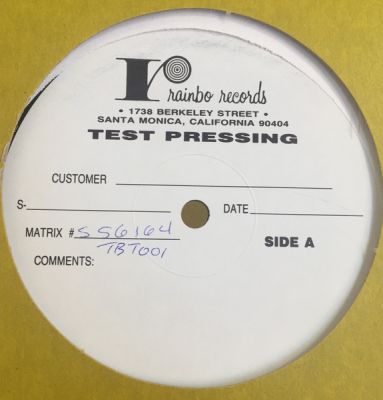 r rainbo records
• 1738 BERKELEY STREET •
SANTA MONICA, CALIFORNIA 90404
TEST PRESSING
CUSTOMER
S- DATE
MATRIX # SS6164
TBT001
SIDE A
COMMENTS: